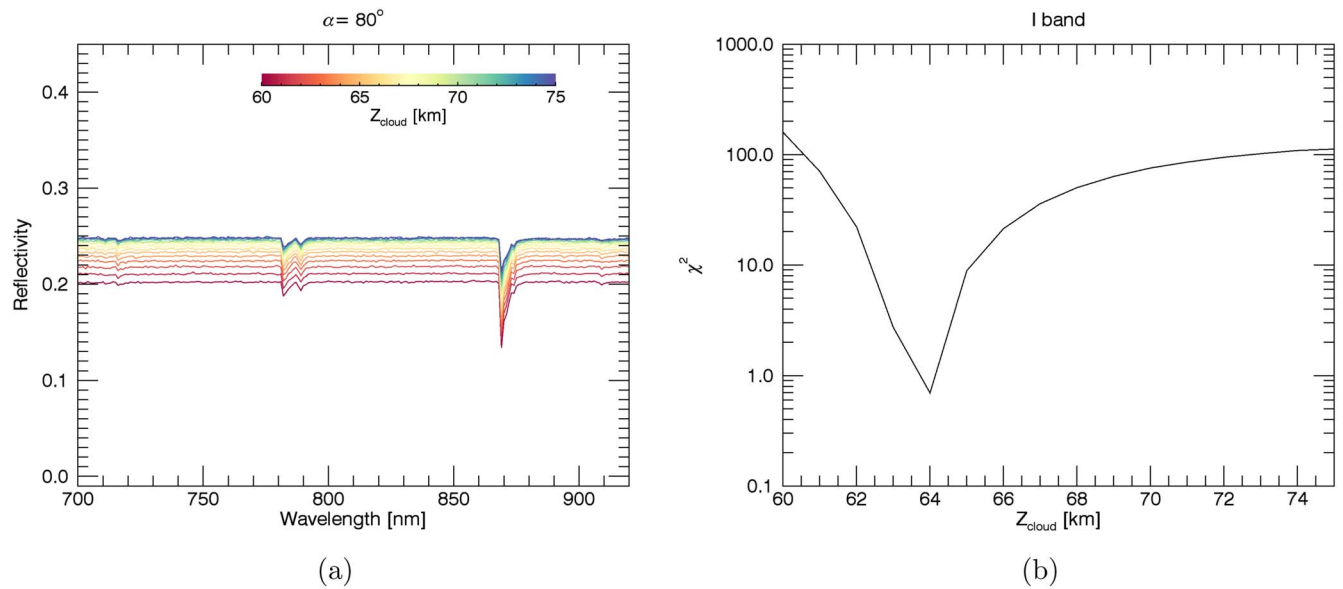 α= 80°
0.4
0.3
0.2
0.1
0.0
Reflectivity
60 65 70 75
Z_cloud [km]
700 750 800 850 900
Wavelength [nm]
(a)
I band
1000.0
100.0
10.0
1.0
0.1
χ²
60 62 64 66 68 70 72 74
Z_cloud [km]
(b)